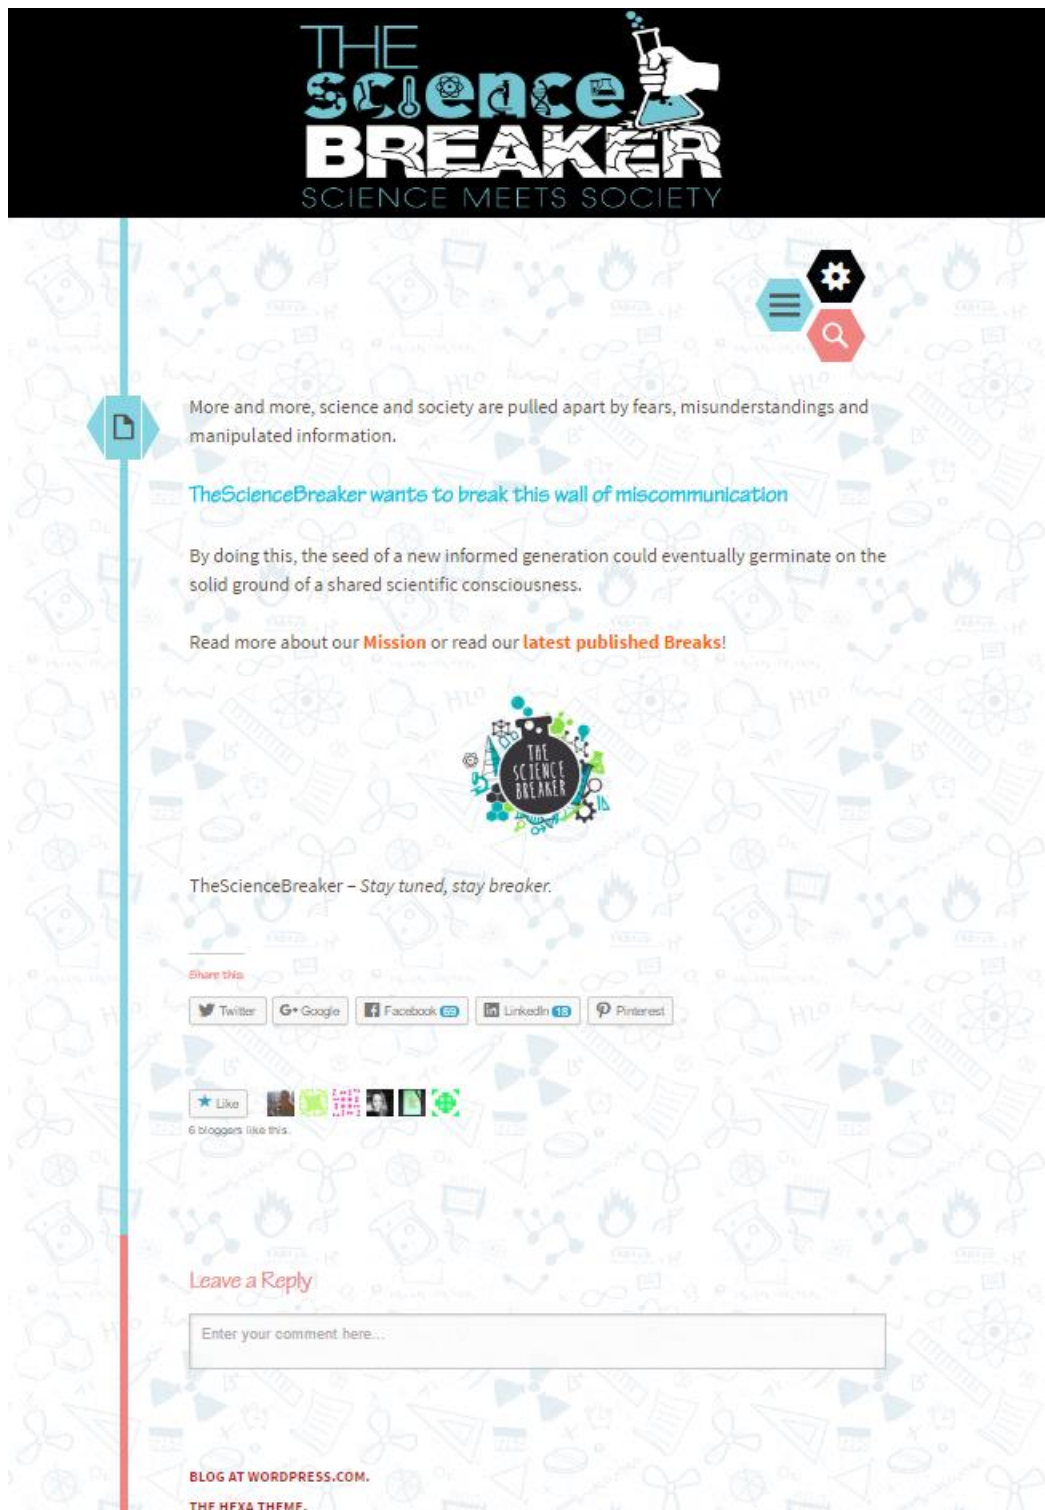 THE
science
BREAKER
SCIENCE MEETS SOCIETY
More and more, science and society are pulled apart by fears, misunderstandings and
manipulated information.
TheScienceBreaker wants to break this wall of miscommunication
By doing this, the seed of a new informed generation could eventually germinate on the
solid ground of a shared scientific consciousness.
Read more about our Mission or read our latest published Breaks!
THE
SCIENCE
BREAKER
TheScienceBreaker – Stay tuned, stay breaker.
Share this:
Twitter G+ Google Facebook 69 LinkedIn 18 Pinterest
Like
6 bloggers like this.
Leave a Reply
Enter your comment here...
BLOG AT WORDPRESS.COM.
THE HEXA THEME.